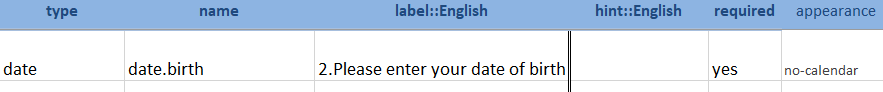 type name label::English hint::English required appearance
date date.birth 2.Please enter your date of birth yes no-calendar